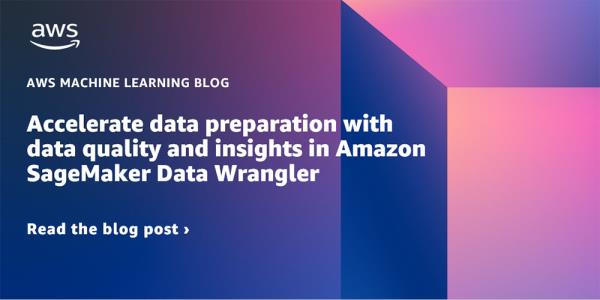 aws
AWS MACHINE LEARNING BLOG
Accelerate data preparation with
data quality and insights in Amazon
SageMaker Data Wrangler
Read the blog post ›